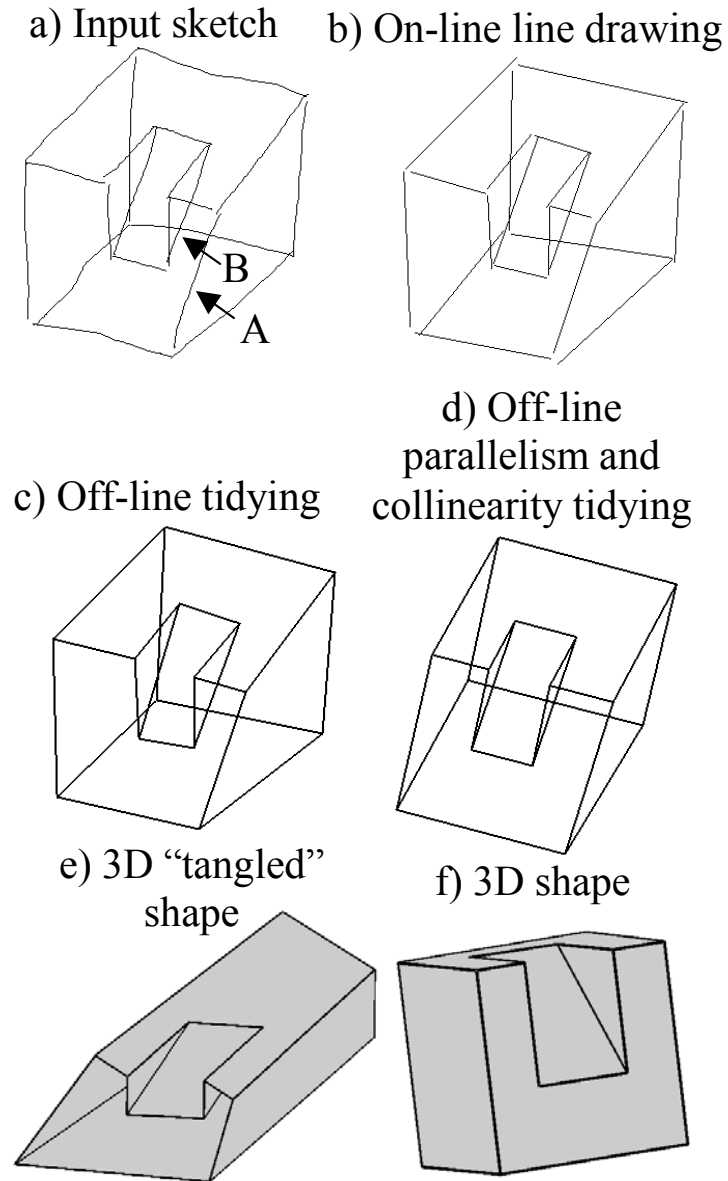 a) Input sketch
b) On-line line drawing
B
A
c) Off-line tidying
d) Off-line
parallelism and
collinearity tidying
e) 3D “tangled”
shape
f) 3D shape